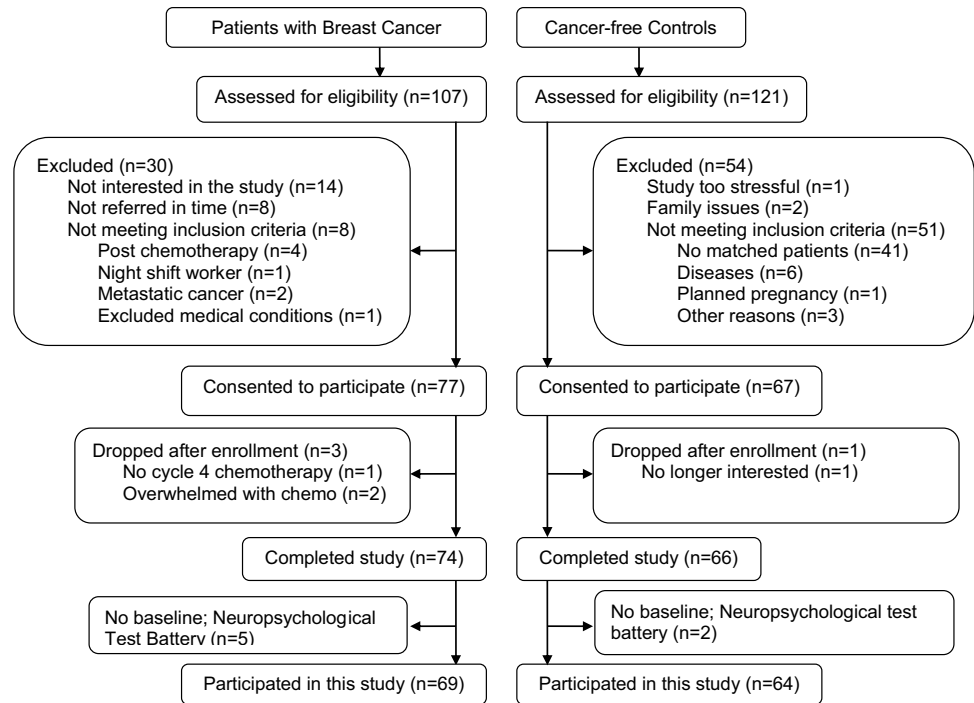 Patients with Breast Cancer
Cancer-free Controls
Assessed for eligibility (n=107)
Assessed for eligibility (n=121)
Excluded (n=30)
Not interested in the study (n=14)
Not referred in time (n=8)
Not meeting inclusion criteria (n=8)
Post chemotherapy (n=4)
Night shift worker (n=1)
Metastatic cancer (n=2)
Excluded medical conditions (n=1)
Excluded (n=54)
Study too stressful (n=1)
Family issues (n=2)
Not meeting inclusion criteria (n=51)
No matched patients (n=41)
Diseases (n=6)
Planned pregnancy (n=1)
Other reasons (n=3)
Consented to participate (n=77)
Consented to participate (n=67)
Dropped after enrollment (n=3)
No cycle 4 chemotherapy (n=1)
Overwhelmed with chemo (n=2)
Dropped after enrollment (n=1)
No longer interested (n=1)
Completed study (n=74)
Completed study (n=66)
No baseline; Neuropsychological
Test Battery (n=5)
No baseline; Neuropsychological test
battery (n=2)
Participated in this study (n=69)
Participated in this study (n=64)